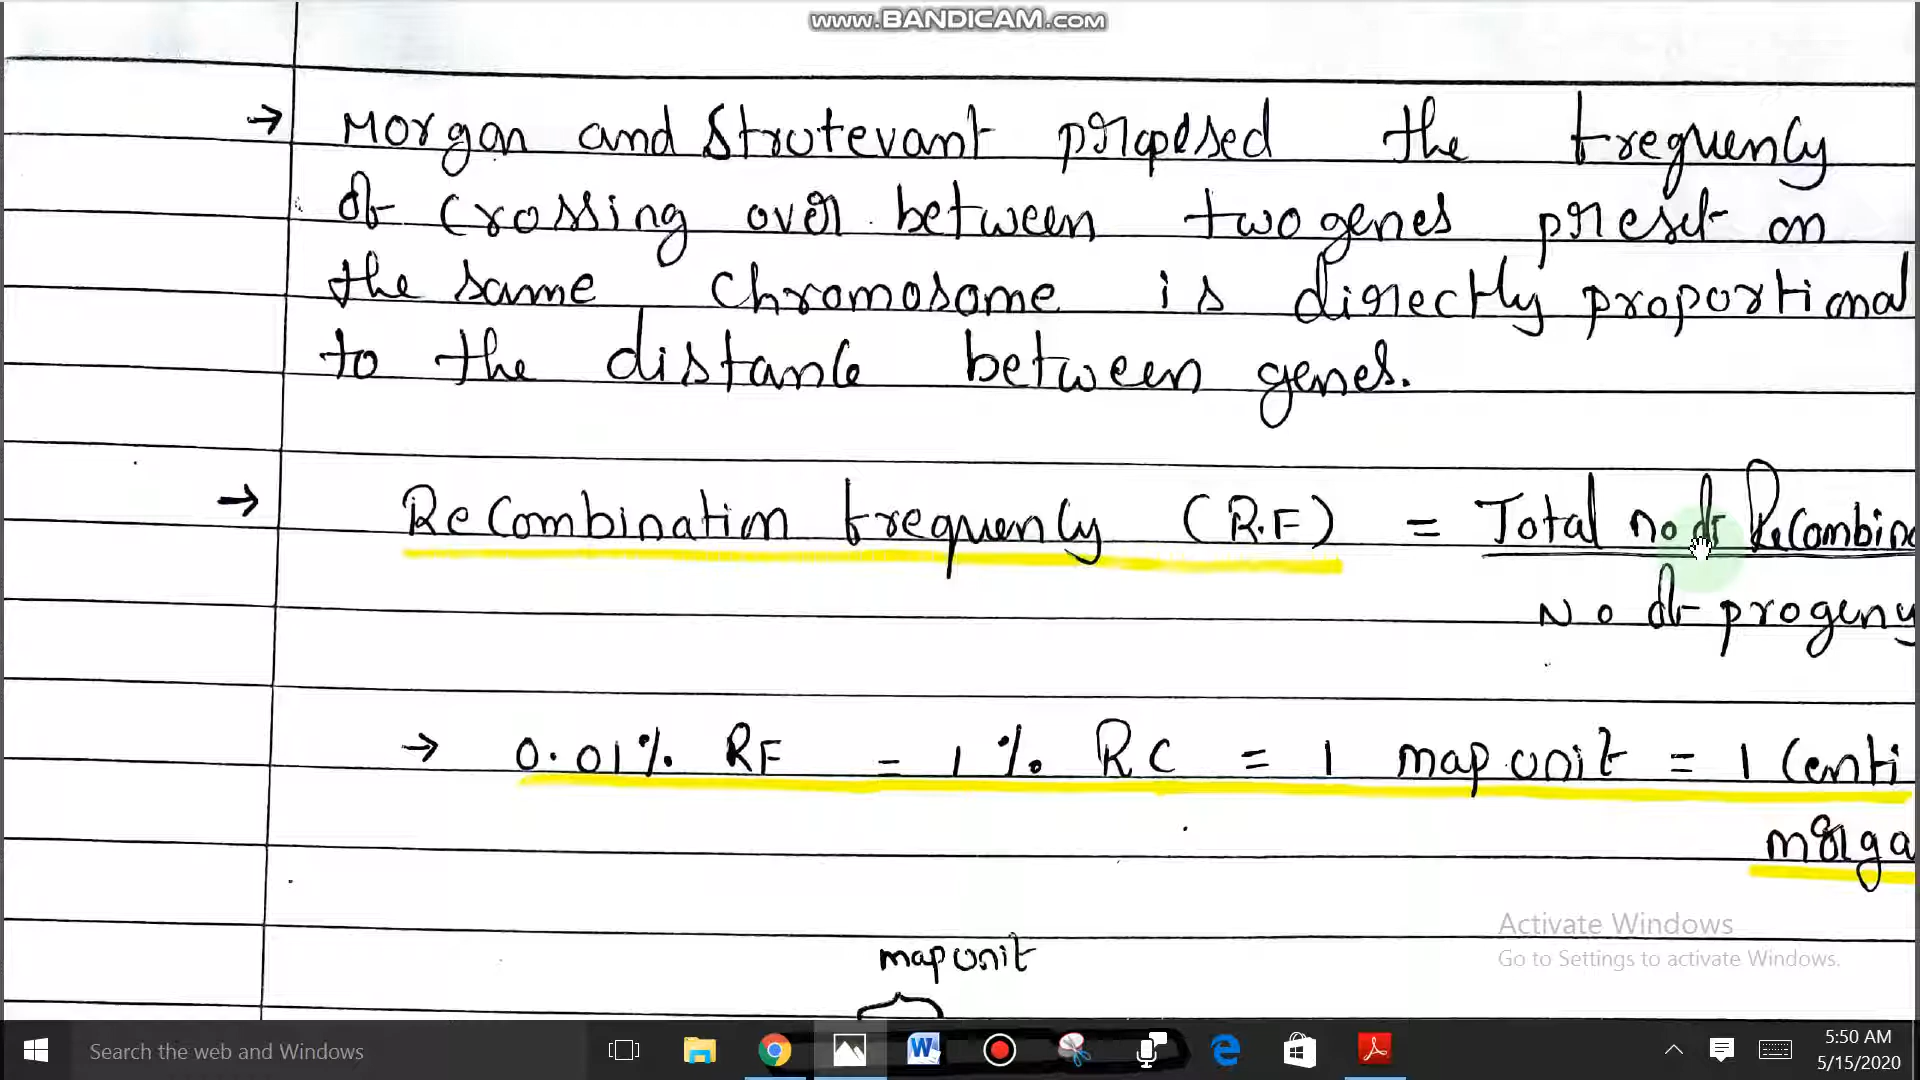 www.BANDICAM.com
→ Morgan and Strutevant proposed the frequency
of crossing over between two genes preset on
the same chromosome is directly proportional
to the distance between genes.
→ Recombination frequency (R.F) = Total no of Recombina
No of progeny
→ 0.01% RF = 1 % RC = 1 map unit = 1 Centi
morga
map unit
Activate Windows
Go to Settings to activate Windows.
Search the web and Windows
5:50 AM
5/15/2020